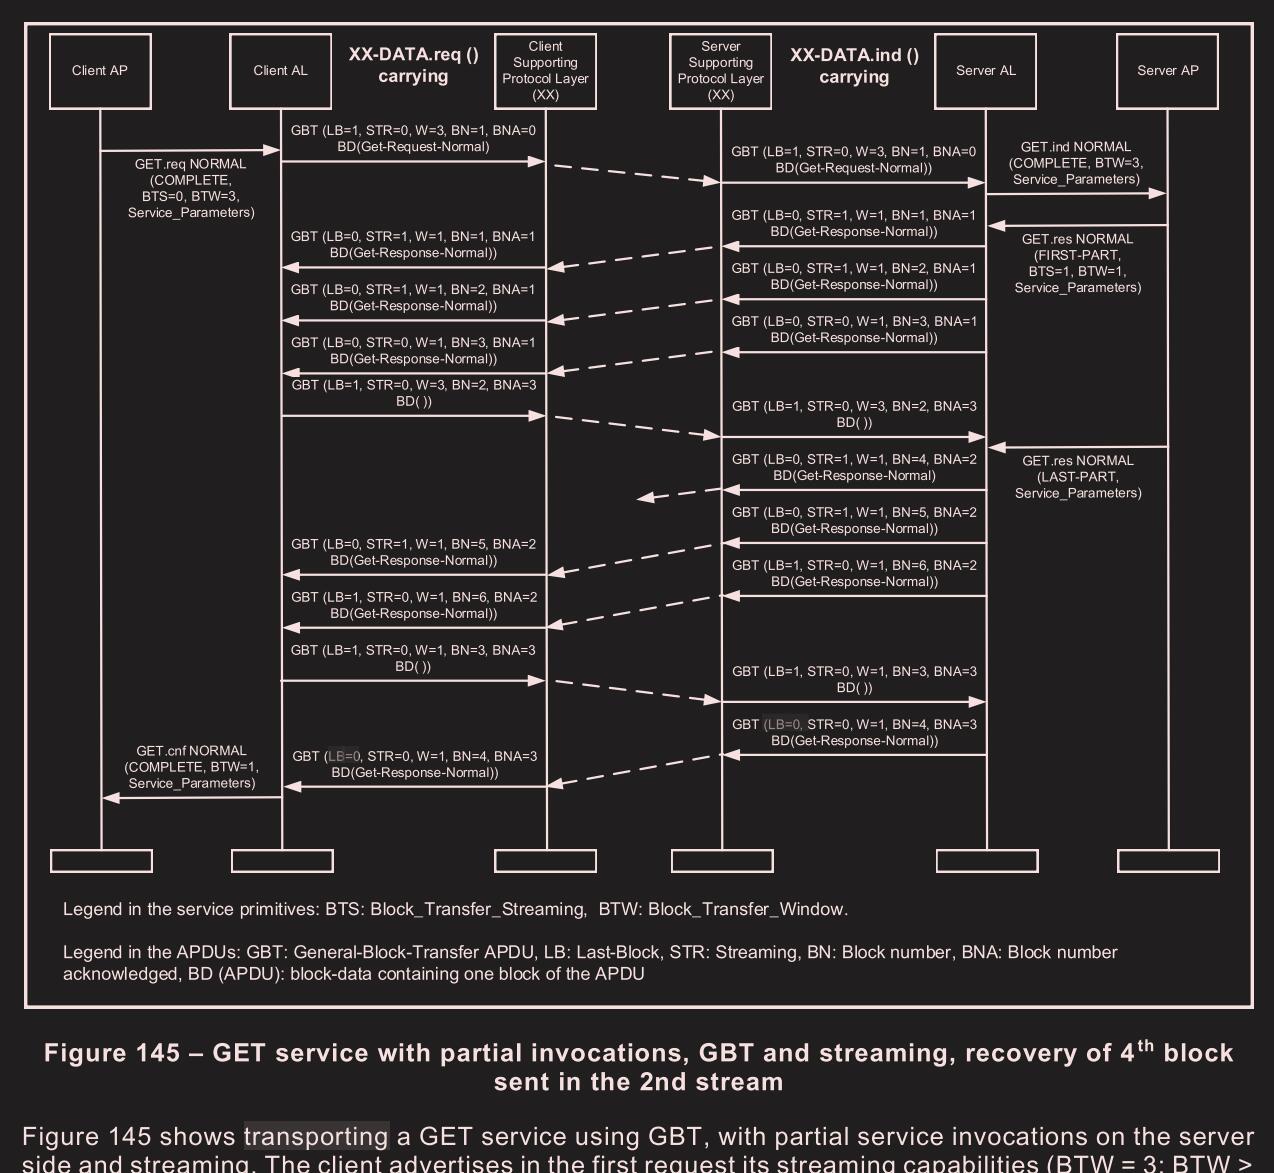 Client AP
Client AL
XX-DATA.req ()
carrying
Client
Supporting
Protocol Layer
(XX)
Server
Supporting
Protocol Layer
(XX)
XX-DATA.ind ()
carrying
Server AL
Server AP
GBT (LB=1, STR=0, W=3, BN=1, BNA=0
BD(Get-Request-Normal)
GET.req NORMAL
(COMPLETE,
BTS=0, BTW=3,
Service_Parameters)
GBT (LB=1, STR=0, W=3, BN=1, BNA=0
BD(Get-Request-Normal))
GET.ind NORMAL
(COMPLETE, BTW=3,
Service_Parameters)
GBT (LB=0, STR=1, W=1, BN=1, BNA=1
BD(Get-Response-Normal))
GET.res NORMAL
(FIRST-PART,
BTS=1, BTW=1,
Service_Parameters)
GBT (LB=0, STR=1, W=1, BN=1, BNA=1
BD(Get-Response-Normal))
GBT (LB=0, STR=1, W=1, BN=2, BNA=1
BD(Get-Response-Normal))
GBT (LB=0, STR=1, W=1, BN=2, BNA=1
BD(Get-Response-Normal))
GBT (LB=0, STR=0, W=1, BN=3, BNA=1
BD(Get-Response-Normal))
GBT (LB=0, STR=0, W=1, BN=3, BNA=1
BD(Get-Response-Normal))
GBT (LB=1, STR=0, W=3, BN=2, BNA=3
BD( ))
GBT (LB=1, STR=0, W=3, BN=2, BNA=3
BD( ))
GBT (LB=0, STR=1, W=1, BN=4, BNA=2
BD(Get-Response-Normal)
GET.res NORMAL
(LAST-PART,
Service_Parameters)
GBT (LB=0, STR=1, W=1, BN=5, BNA=2
BD(Get-Response-Normal))
GBT (LB=0, STR=1, W=1, BN=5, BNA=2
BD(Get-Response-Normal))
GBT (LB=1, STR=0, W=1, BN=6, BNA=2
BD(Get-Response-Normal))
GBT (LB=1, STR=0, W=1, BN=6, BNA=2
BD(Get-Response-Normal))
GBT (LB=1, STR=0, W=1, BN=3, BNA=3
BD( ))
GBT (LB=1, STR=0, W=1, BN=3, BNA=3
BD( ))
GBT (LB=0, STR=0, W=1, BN=4, BNA=3
BD(Get-Response-Normal))
GET.cnf NORMAL
(COMPLETE, BTW=1,
Service_Parameters)
GBT (LB=0, STR=0, W=1, BN=4, BNA=3
BD(Get-Response-Normal))
Legend in the service primitives: BTS: Block_Transfer_Streaming, BTW: Block_Transfer_Window.
Legend in the APDUs: GBT: General-Block-Transfer APDU, LB: Last-Block, STR: Streaming, BN: Block number, BNA: Block number
acknowledged, BD (APDU): block-data containing one block of the APDU
Figure 145 – GET service with partial invocations, GBT and streaming, recovery of 4th block
sent in the 2nd stream
Figure 145 shows transporting a GET service using GBT, with partial service invocations on the server
side and streaming. The client advertises in the first request its streaming capabilities (BTW = 3; BTW >